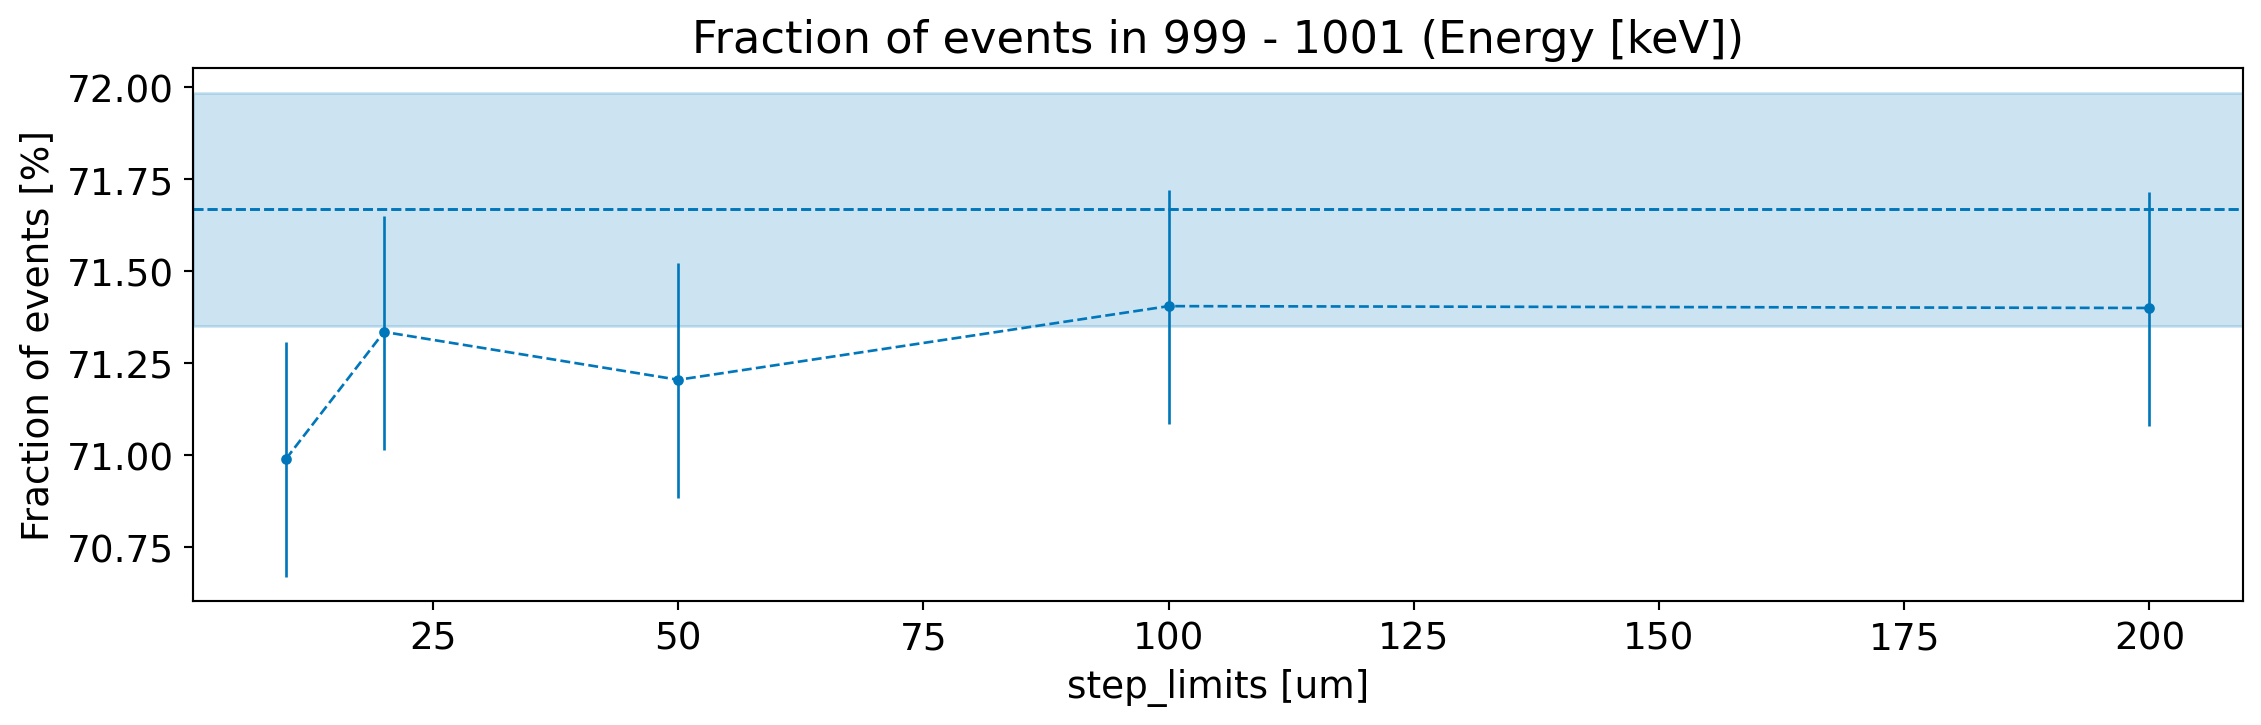 Fraction of events in 999 - 1001 (Energy [keV])
Fraction of events [%]
72.00
71.75
71.50
71.25
71.00
70.75
25 50 75 100 125 150 175 200
step_limits [um]